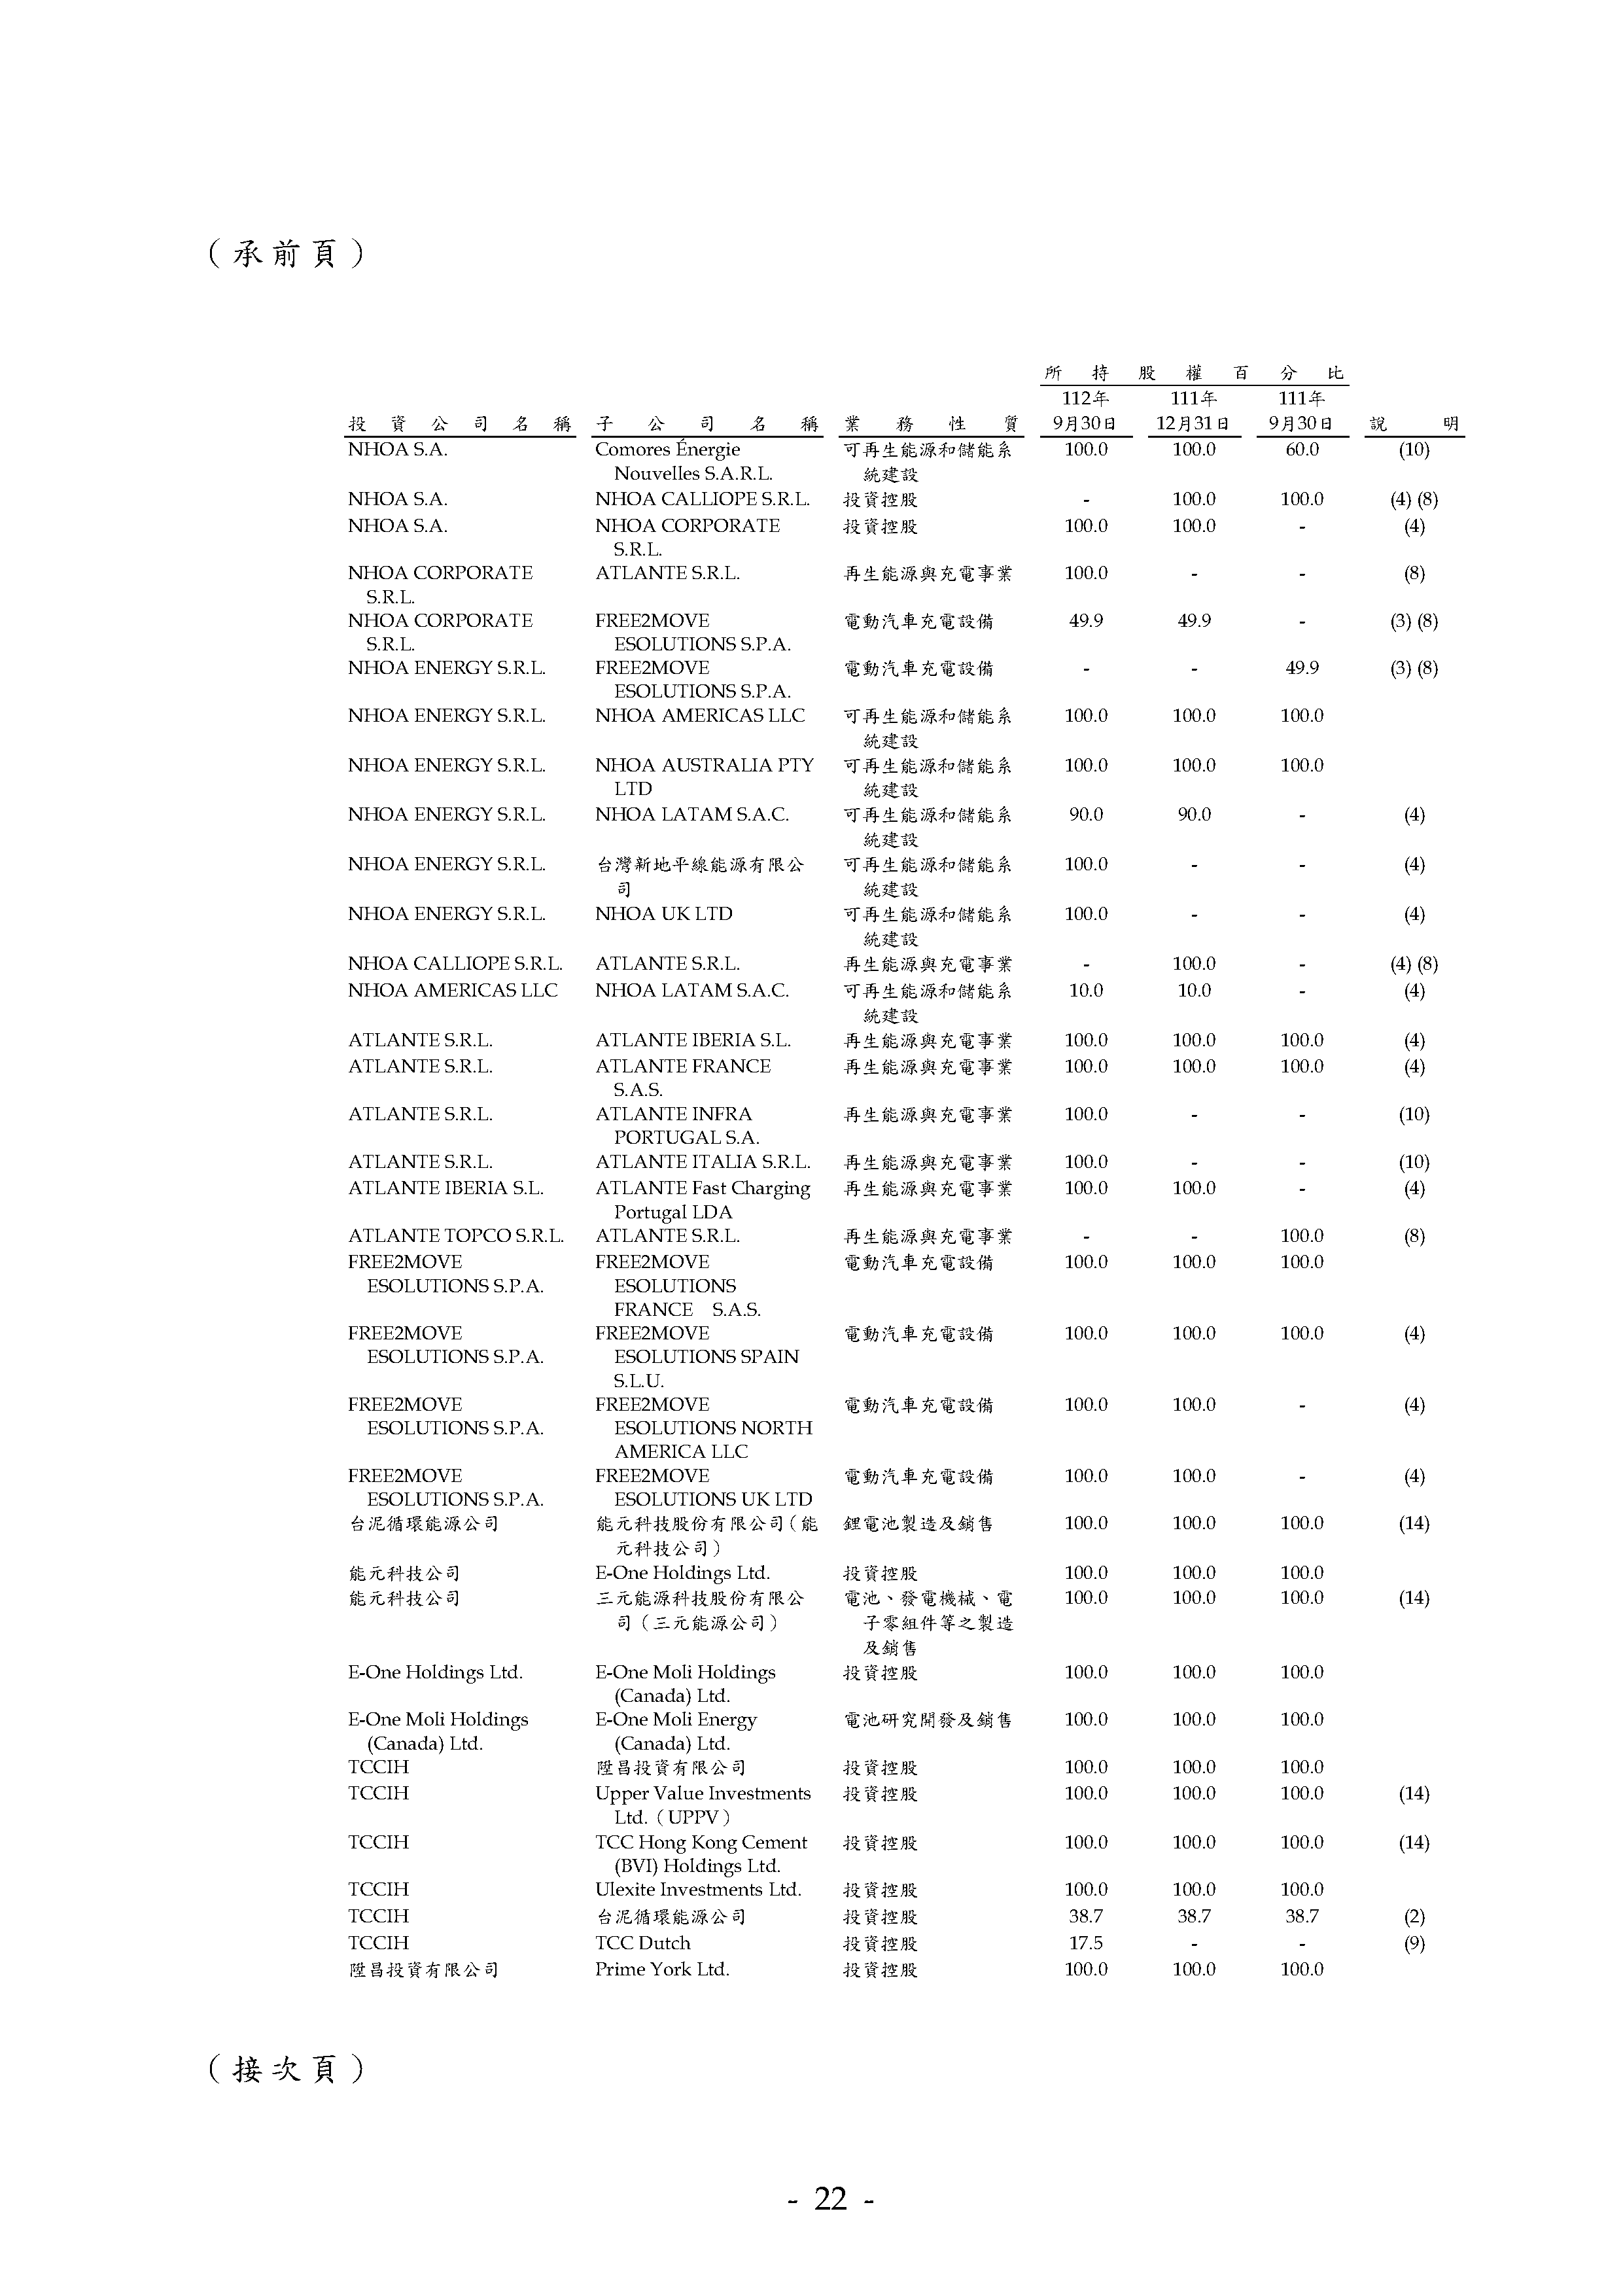 （承前頁）
所持股權百分比
112年 111年 111年
投資公司名稱 子公司名稱 業務性質 9月30日 12月31日 9月30日 說明
NHOA S.A. Comores Énergie 可再生能源和儲能系 100.0 100.0 60.0 (10)
Nouvelles S.A.R.L. 統建設
NHOA S.A. NHOA CALLIOPE S.R.L. 投資控股 - 100.0 100.0 (4) (8)
NHOA S.A. NHOA CORPORATE 投資控股 100.0 100.0 - (4)
S.R.L.
NHOA CORPORATE ATLANTE S.R.L. 再生能源與充電事業 100.0 - - (8)
S.R.L.
NHOA CORPORATE FREE2MOVE 電動汽車充電設備 49.9 49.9 - (3) (8)
S.R.L. ESOLUTIONS S.P.A.
NHOA ENERGY S.R.L. FREE2MOVE 電動汽車充電設備 - - 49.9 (3) (8)
ESOLUTIONS S.P.A.
NHOA ENERGY S.R.L. NHOA AMERICAS LLC 可再生能源和儲能系 100.0 100.0 100.0
統建設
NHOA ENERGY S.R.L. NHOA AUSTRALIA PTY 可再生能源和儲能系 100.0 100.0 100.0
LTD 統建設
NHOA ENERGY S.R.L. NHOA LATAM S.A.C. 可再生能源和儲能系 90.0 90.0 - (4)
統建設
NHOA ENERGY S.R.L. 台灣新地平線能源有限公 可再生能源和儲能系 100.0 - - (4)
司 統建設
NHOA ENERGY S.R.L. NHOA UK LTD 可再生能源和儲能系 100.0 - - (4)
統建設
NHOA CALLIOPE S.R.L. ATLANTE S.R.L. 再生能源與充電事業 - 100.0 - (4) (8)
NHOA AMERICAS LLC NHOA LATAM S.A.C. 可再生能源和儲能系 10.0 10.0 - (4)
統建設
ATLANTE S.R.L. ATLANTE IBERIA S.L. 再生能源與充電事業 100.0 100.0 100.0 (4)
ATLANTE S.R.L. ATLANTE FRANCE 再生能源與充電事業 100.0 100.0 100.0 (4)
S.A.S.
ATLANTE S.R.L. ATLANTE INFRA 再生能源與充電事業 100.0 - - (10)
PORTUGAL S.A.
ATLANTE S.R.L. ATLANTE ITALIA S.R.L. 再生能源與充電事業 100.0 - - (10)
ATLANTE IBERIA S.L. ATLANTE Fast Charging 再生能源與充電事業 100.0 100.0 - (4)
Portugal LDA
ATLANTE TOPCO S.R.L. ATLANTE S.R.L. 再生能源與充電事業 - - 100.0 (8)
FREE2MOVE FREE2MOVE 電動汽車充電設備 100.0 100.0 100.0
ESOLUTIONS S.P.A. ESOLUTIONS
FRANCE S.A.S.
FREE2MOVE FREE2MOVE 電動汽車充電設備 100.0 100.0 100.0 (4)
ESOLUTIONS S.P.A. ESOLUTIONS SPAIN
S.L.U.
FREE2MOVE FREE2MOVE 電動汽車充電設備 100.0 100.0 - (4)
ESOLUTIONS S.P.A. ESOLUTIONS NORTH
AMERICA LLC
FREE2MOVE FREE2MOVE 電動汽車充電設備 100.0 100.0 - (4)
ESOLUTIONS S.P.A. ESOLUTIONS UK LTD
台泥循環能源公司 能元科技股份有限公司（能 鋰電池製造及銷售 100.0 100.0 100.0 (14)
元科技公司）
能元科技公司 E-One Holdings Ltd. 投資控股 100.0 100.0 100.0
能元科技公司 三元能源科技股份有限公 電池、發電機械、電 100.0 100.0 100.0 (14)
司（三元能源公司） 子零組件等之製造
及銷售
E-One Holdings Ltd. E-One Moli Holdings 投資控股 100.0 100.0 100.0
(Canada) Ltd.
E-One Moli Holdings E-One Moli Energy 電池研究開發及銷售 100.0 100.0 100.0
(Canada) Ltd. (Canada) Ltd.
TCCIH 陞昌投資有限公司 投資控股 100.0 100.0 100.0
TCCIH Upper Value Investments 投資控股 100.0 100.0 100.0 (14)
Ltd.（UPPV）
TCCIH TCC Hong Kong Cement 投資控股 100.0 100.0 100.0 (14)
(BVI) Holdings Ltd.
TCCIH Ulexite Investments Ltd. 投資控股 100.0 100.0 100.0
TCCIH 台泥循環能源公司 投資控股 38.7 38.7 38.7 (2)
TCCIH TCC Dutch 投資控股 17.5 - - (9)
陞昌投資有限公司 Prime York Ltd. 投資控股 100.0 100.0 100.0
（接次頁）
- 22 -